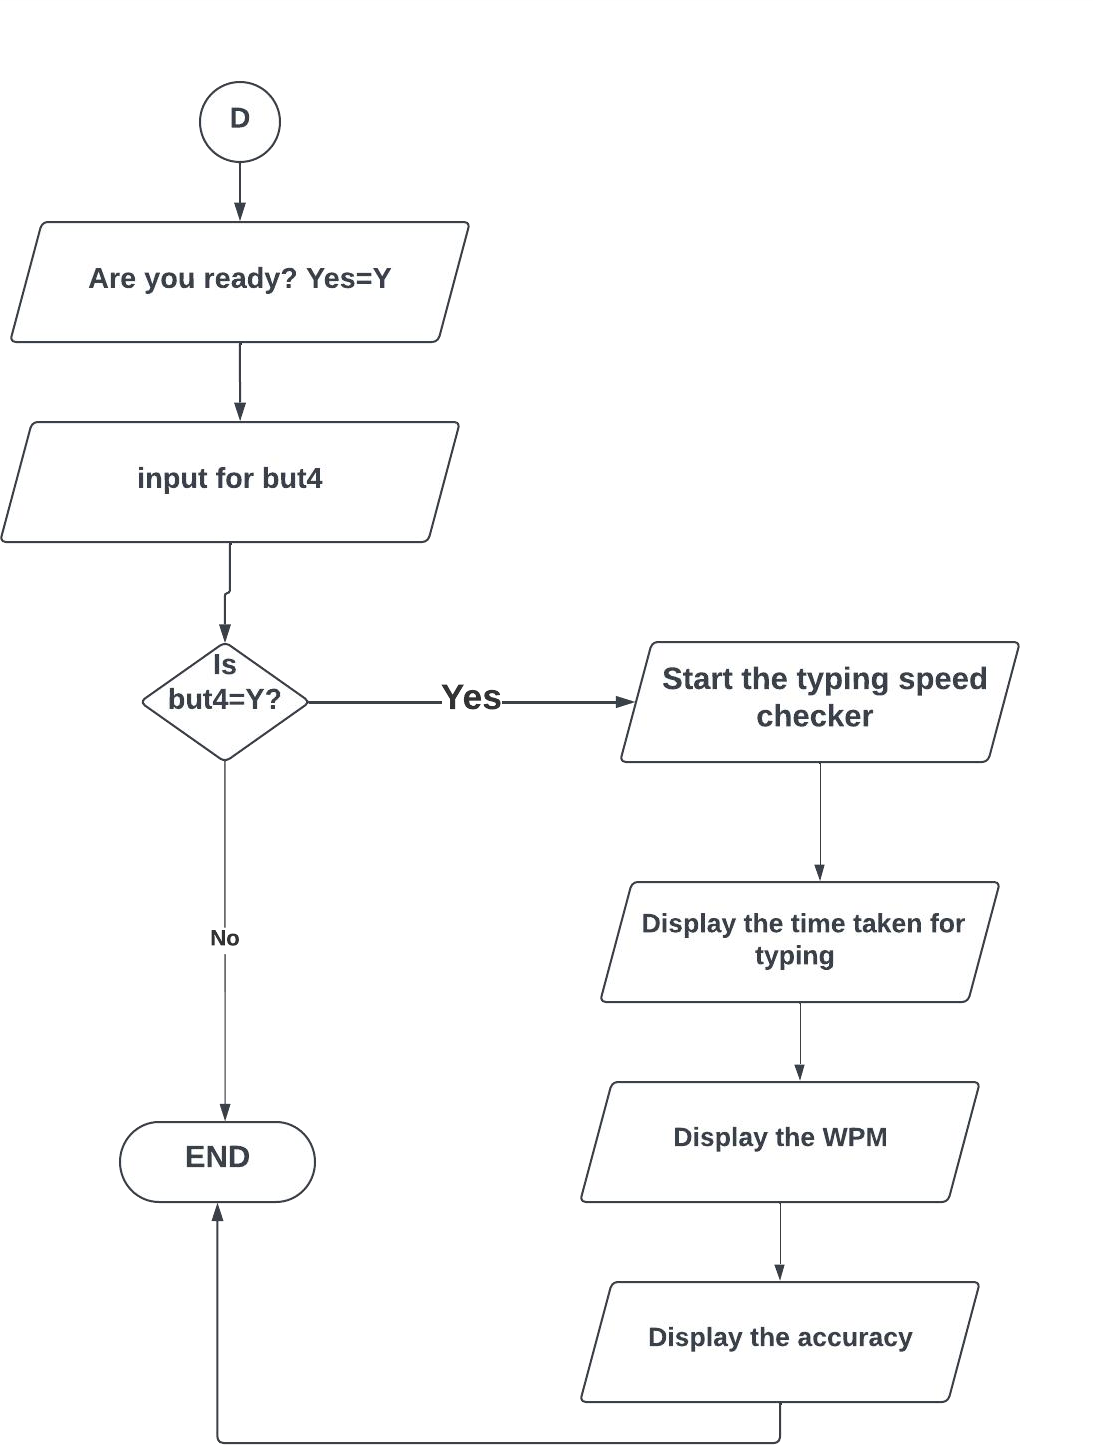 D
Are you ready? Yes=Y
input for but4
Is
but4=Y?
Yes
Start the typing speed
checker
Display the time taken for
typing
No
Display the WPM
END
Display the accuracy